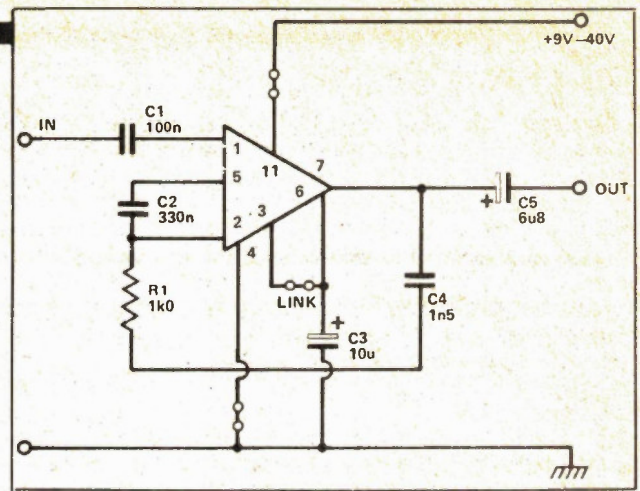 +9V–40V
IN
C1
100n
1
11
7
5
6
OUT
C2
330n
C5
6u8
+
2
3
4
R1
1k0
LINK
+
C4
1n5
C3
10u